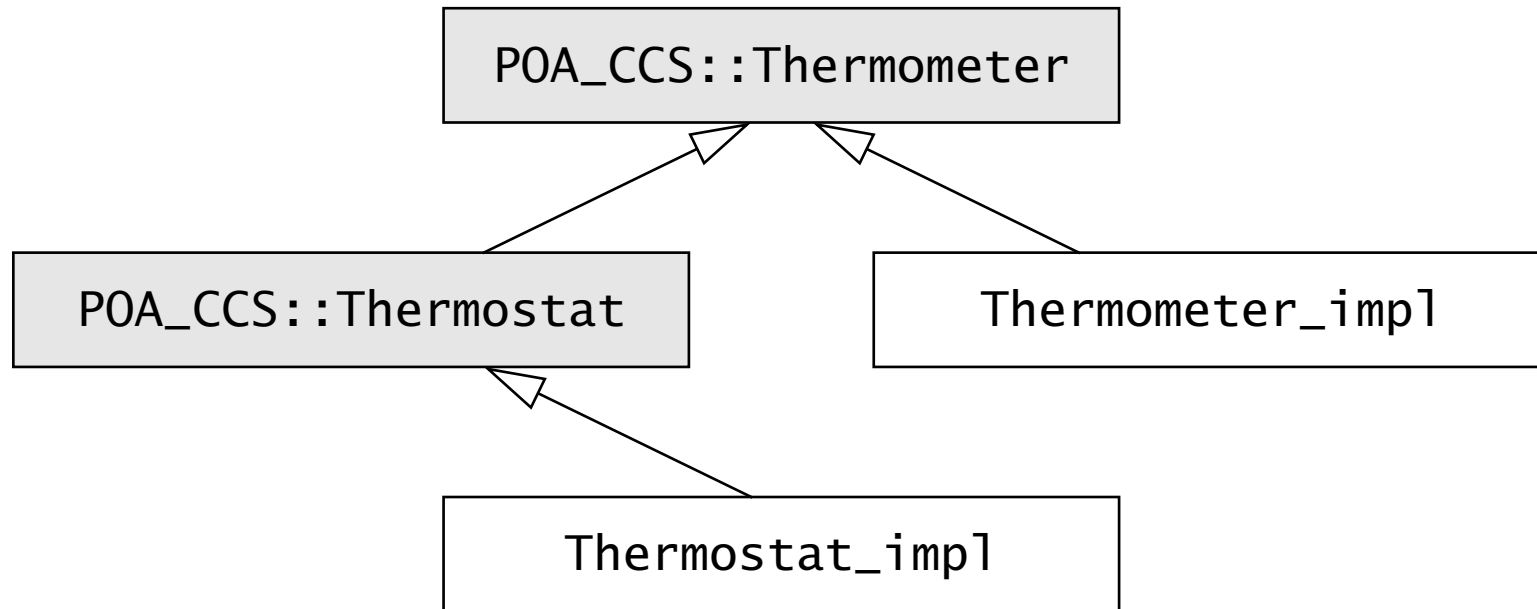 POA_CCS::Thermometer
POA_CCS::Thermostat
Thermometer_impl
Thermostat_impl